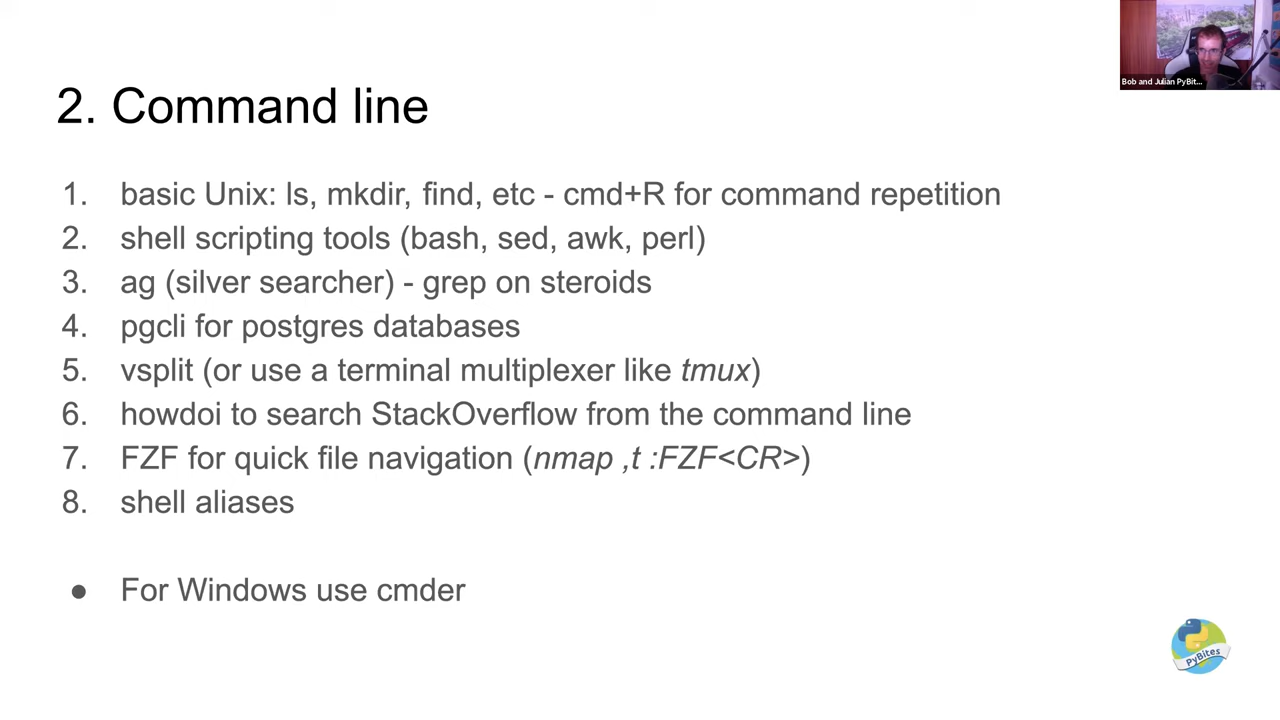 Bob and Julian PyBit...
2. Command line
1. basic Unix: ls, mkdir, find, etc - cmd+R for command repetition
2. shell scripting tools (bash, sed, awk, perl)
3. ag (silver searcher) - grep on steroids
4. pgcli for postgres databases
5. vsplit (or use a terminal multiplexer like tmux)
6. howdoi to search StackOverflow from the command line
7. FZF for quick file navigation (nmap ,t :FZF<CR>)
8. shell aliases
● For Windows use cmder
PyBites